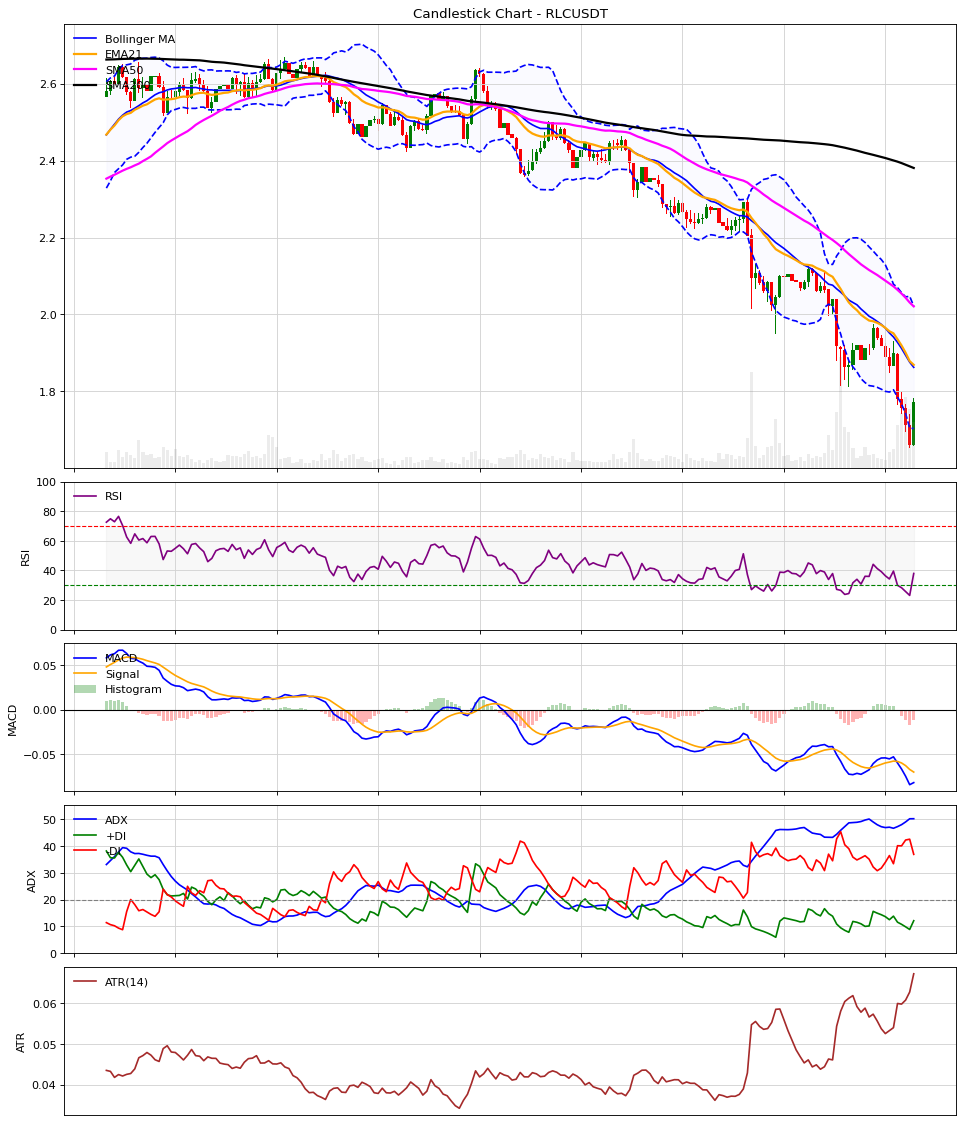 Candlestick Chart - RLCUSDT
Bollinger MA
EMA21
SMA50
SMA200
2.6
2.4
2.2
2.0
1.8
RSI
100
80
60
40
20
0
RSI
MACD
Signal
Histogram
0.05
0.00
−0.05
MACD
ADX
+DI
-DI
50
40
30
20
10
0
ADX
ATR(14)
0.06
0.05
0.04
ATR